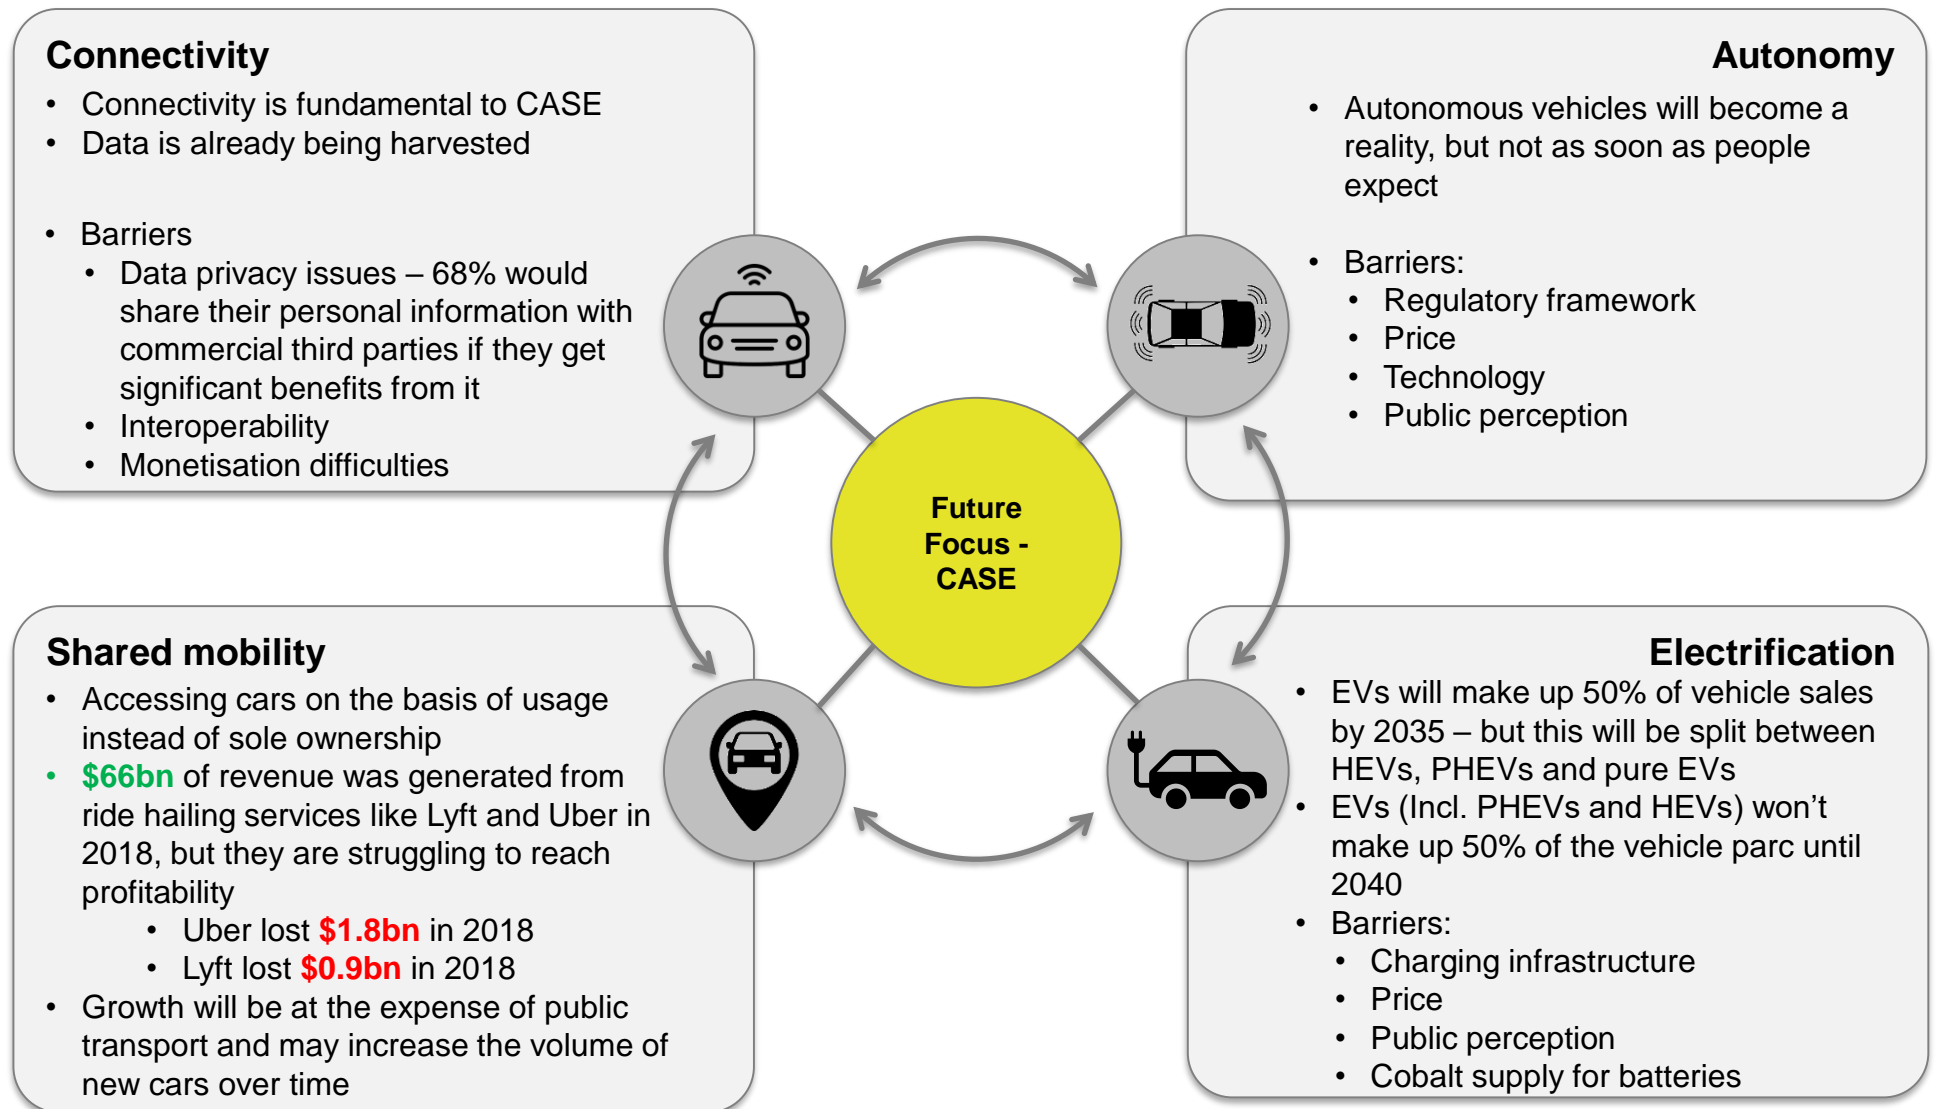 Connectivity
• Connectivity is fundamental to CASE
• Data is already being harvested
• Barriers
• Data privacy issues – 68% would
share their personal information with
commercial third parties if they get
significant benefits from it
• Interoperability
• Monetisation difficulties
Autonomy
• Autonomous vehicles will become a
reality, but not as soon as people
expect
• Barriers:
• Regulatory framework
• Price
• Technology
• Public perception
Future
Focus -
CASE
Shared mobility
• Accessing cars on the basis of usage
instead of sole ownership
• $66bn of revenue was generated from
ride hailing services like Lyft and Uber in
2018, but they are struggling to reach
profitability
• Uber lost $1.8bn in 2018
• Lyft lost $0.9bn in 2018
• Growth will be at the expense of public
transport and may increase the volume of
new cars over time
Electrification
• EVs will make up 50% of vehicle sales
by 2035 – but this will be split between
HEVs, PHEVs and pure EVs
• EVs (Incl. PHEVs and HEVs) won’t
make up 50% of the vehicle parc until
2040
• Barriers:
• Charging infrastructure
• Price
• Public perception
• Cobalt supply for batteries